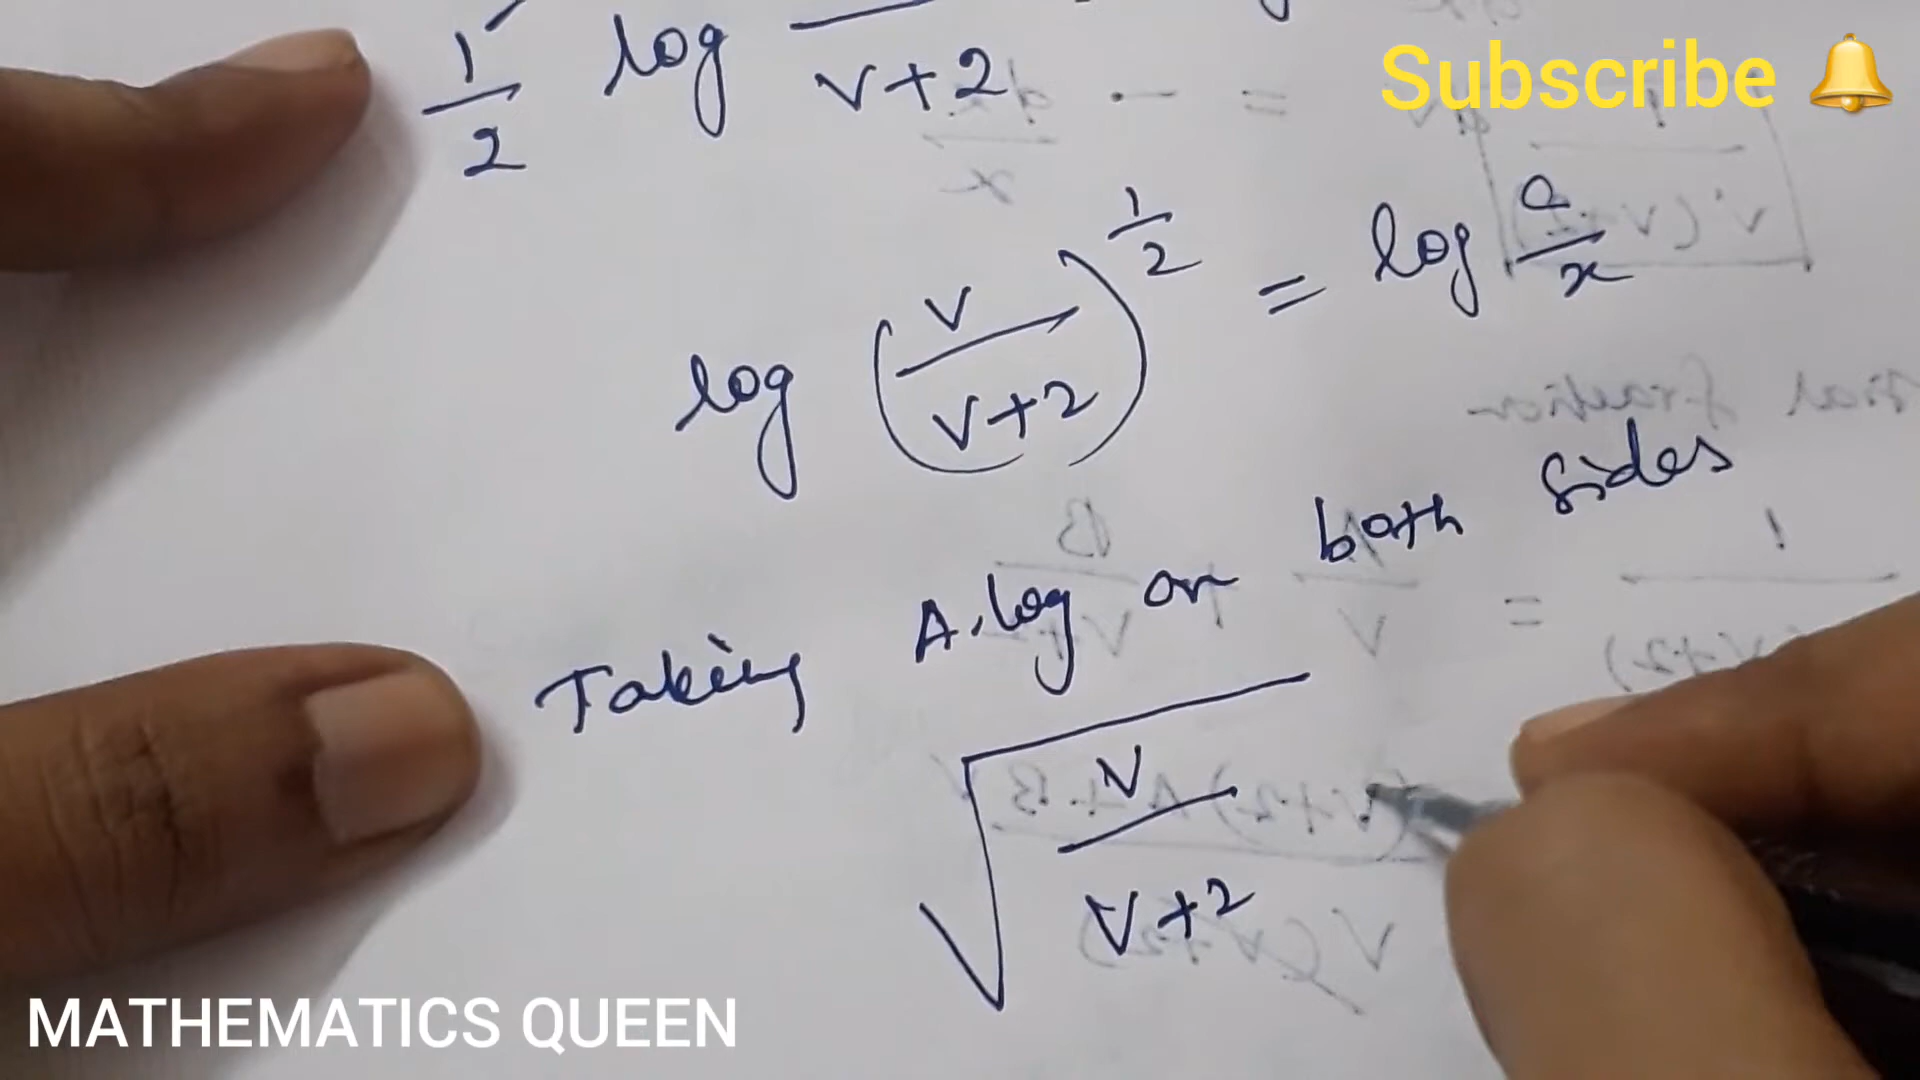 Subscribe 🔔
1/2 log /v+2
log (v/v+2)^1/2 = log a/x
Taking A.log on both sides
√v/v+2
MATHEMATICS QUEEN